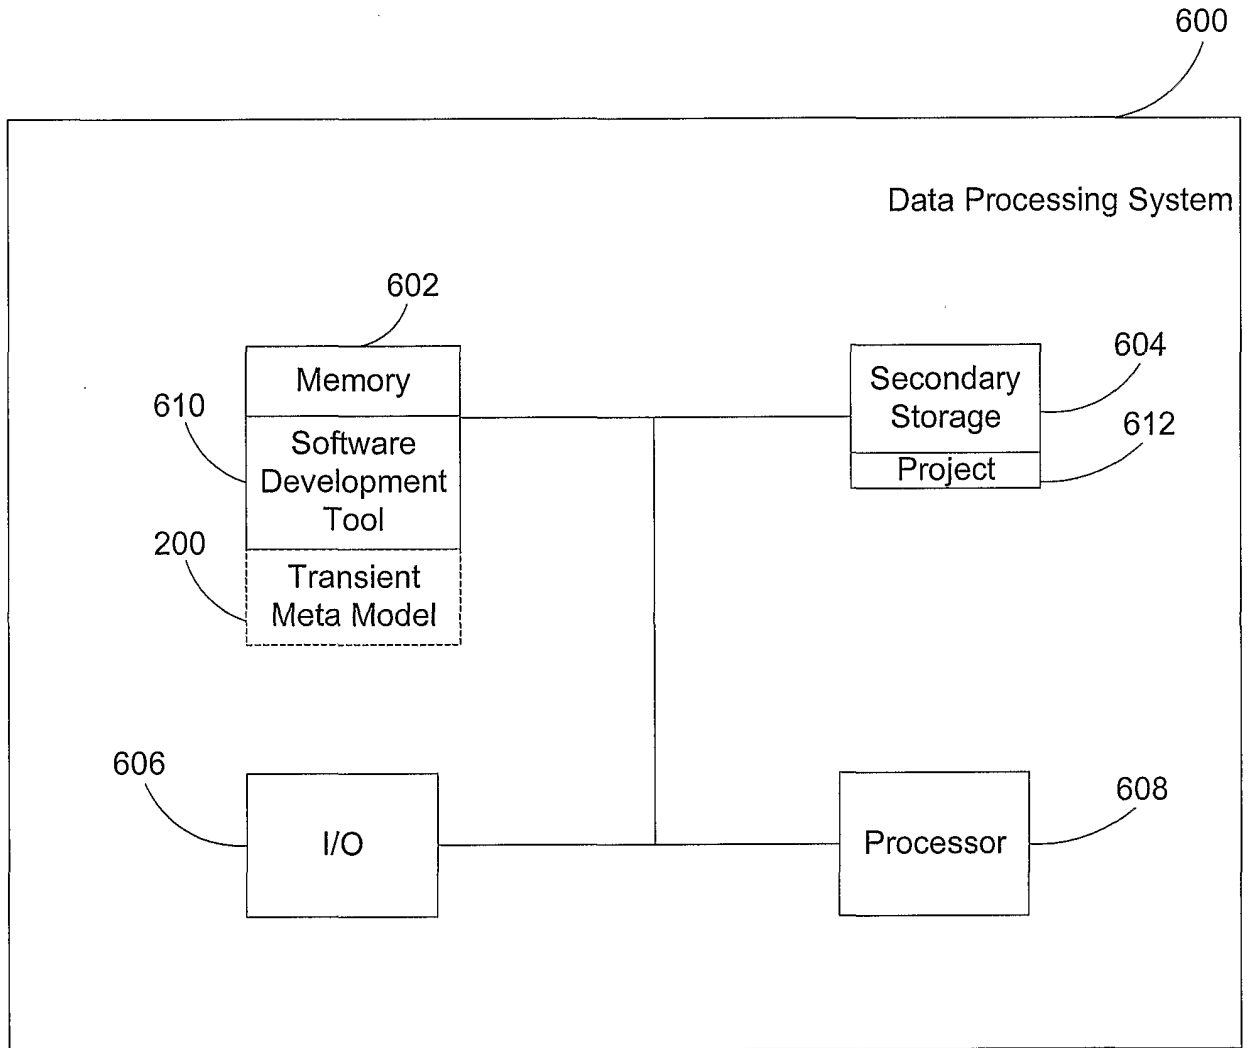 600
Data Processing System
602
Memory
610
Software
Development
Tool
200
Transient
Meta Model
604
Secondary
Storage
612
Project
606
I/O
608
Processor